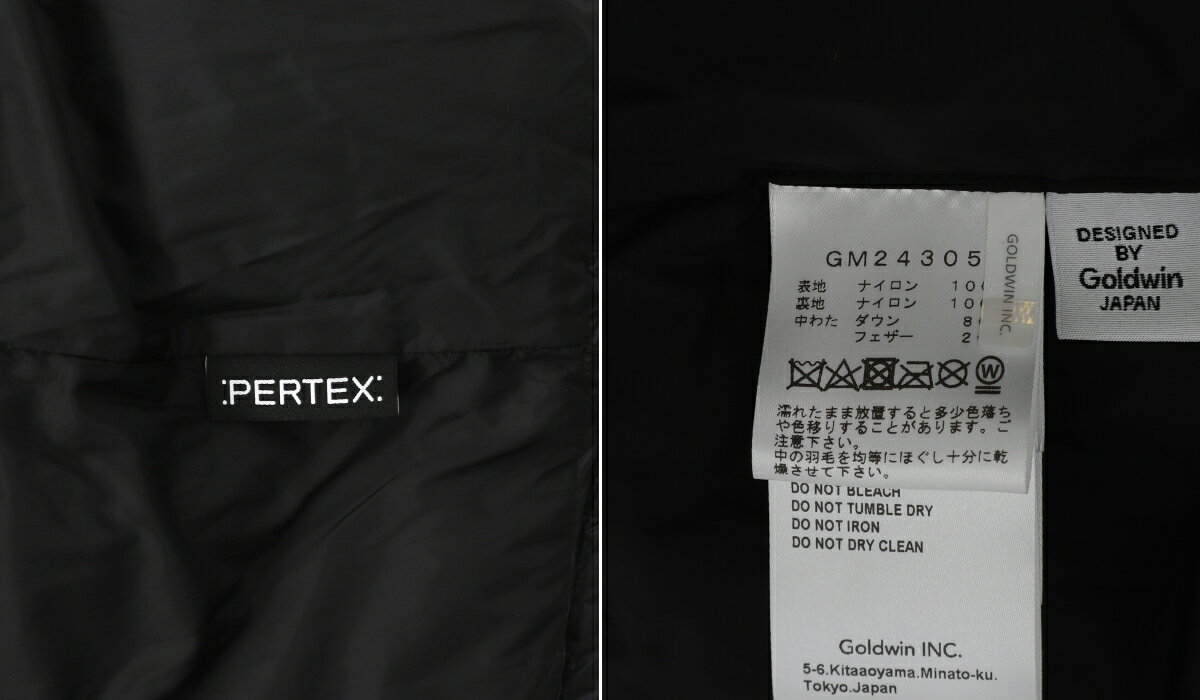 :PERTEX:
GM24305
表地 ナイロン
裏地 ナイロン
中わた ダウン
フェザー
GOLDWIN INC.
W
濡れたまま放置すると多少色落ち
や色移りすることがあります。ご
注意下さい。
中の羽毛を均等にほぐし十分に乾
燥させて下さい。
DO NOT BLEACH
DO NOT TUMBLE DRY
DO NOT IRON
DO NOT DRY CLEAN
Goldwin INC.
5-6.Kitaaoyama.Minato-ku.
Tokyo.Japan
DESIGNED
BY
Goldwin
JAPAN